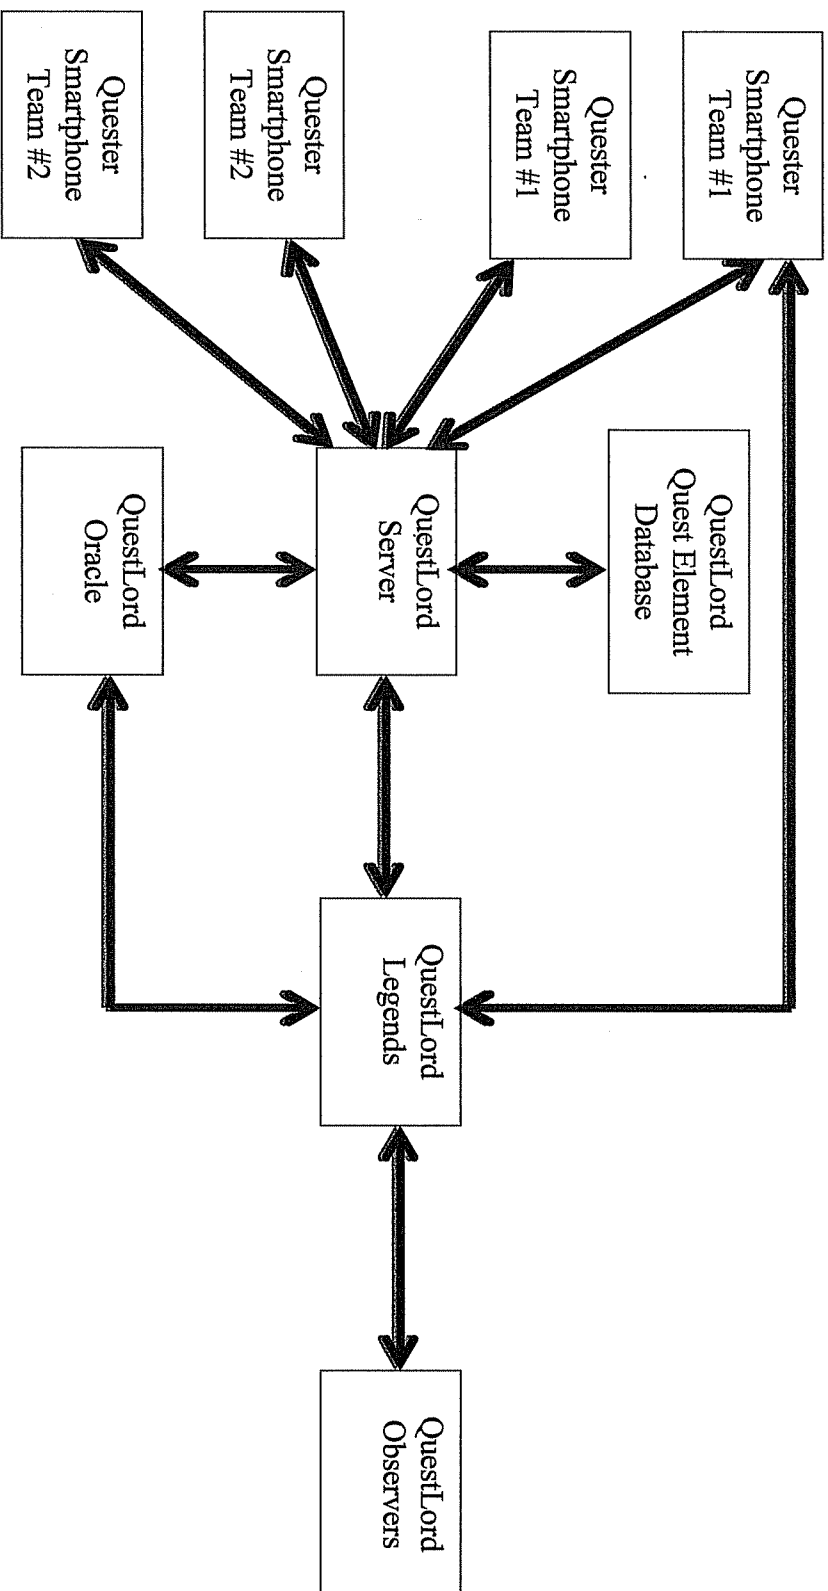 Quester
Smartphone
Team #1
Quester
Smartphone
Team #1
Quester
Smartphone
Team #2
Quester
Smartphone
Team #2
QuestLord
Quest Element
Database
QuestLord
Server
QuestLord
Oracle
QuestLord
Legends
QuestLord
Observers